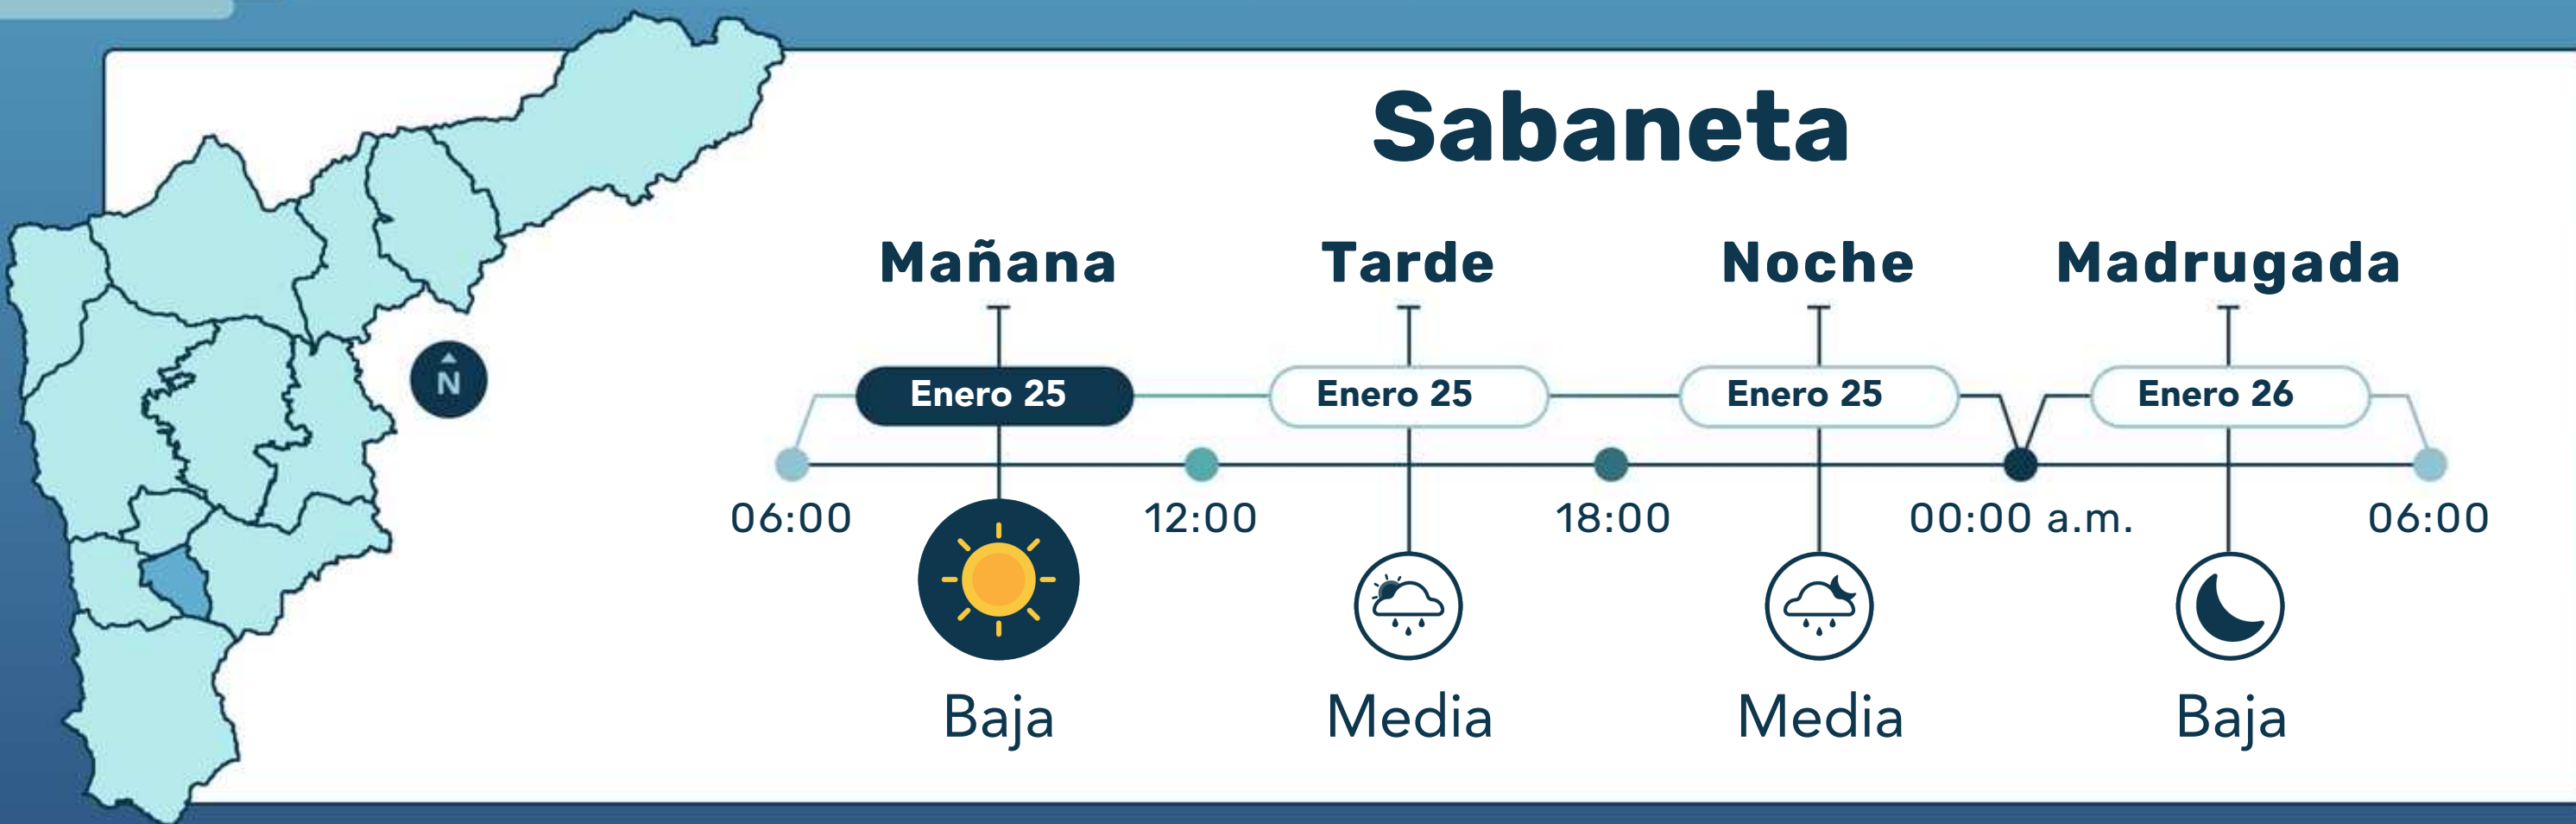 Sabaneta
Mañana Tarde Noche Madrugada
N
Enero 25 Enero 25 Enero 25 Enero 26
06:00 12:00 18:00 00:00 a.m. 06:00
Baja Media Media Baja